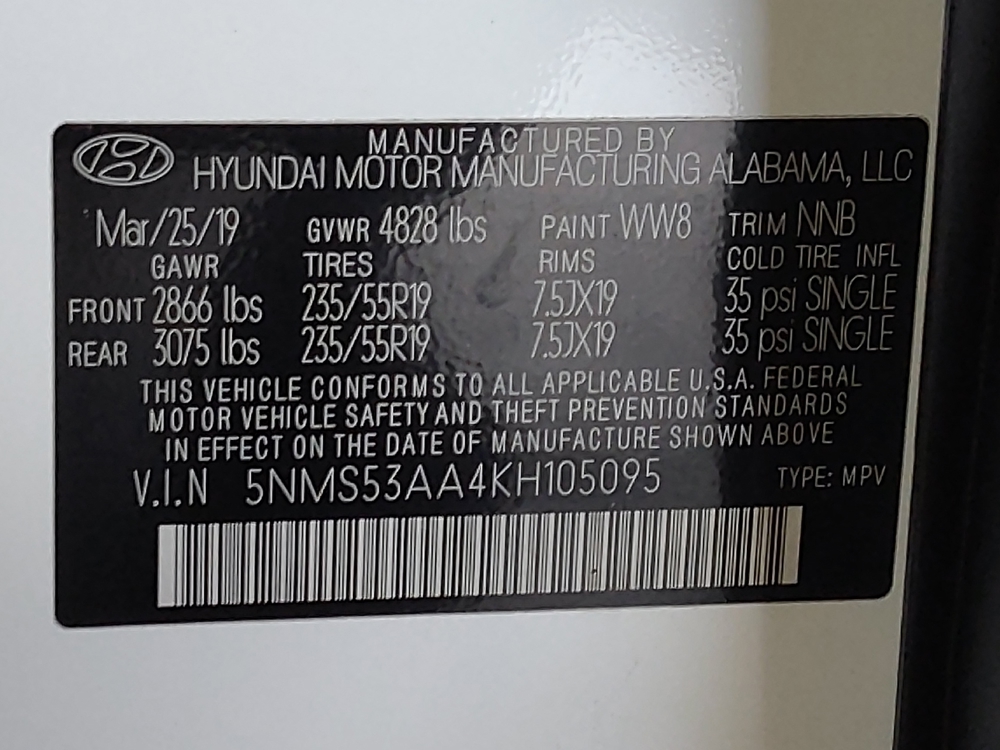 MANUFACTURED BY
HYUNDAI MOTOR MANUFACTURING ALABAMA, LLC
Mar/25/19 GVWR 4828 lbs PAINT WW8 TRIM NNB
GAWR TIRES RIMS COLD TIRE INFL
FRONT 2866 lbs 235/55R19 7.5JX19 35 psi SINGLE
REAR 3075 lbs 235/55R19 7.5JX19 35 psi SINGLE
THIS VEHICLE CONFORMS TO ALL APPLICABLE U.S.A. FEDERAL
MOTOR VEHICLE SAFETY AND THEFT PREVENTION STANDARDS
IN EFFECT ON THE DATE OF MANUFACTURE SHOWN ABOVE
V.I.N 5NMS53AA4KH105095 TYPE: MPV